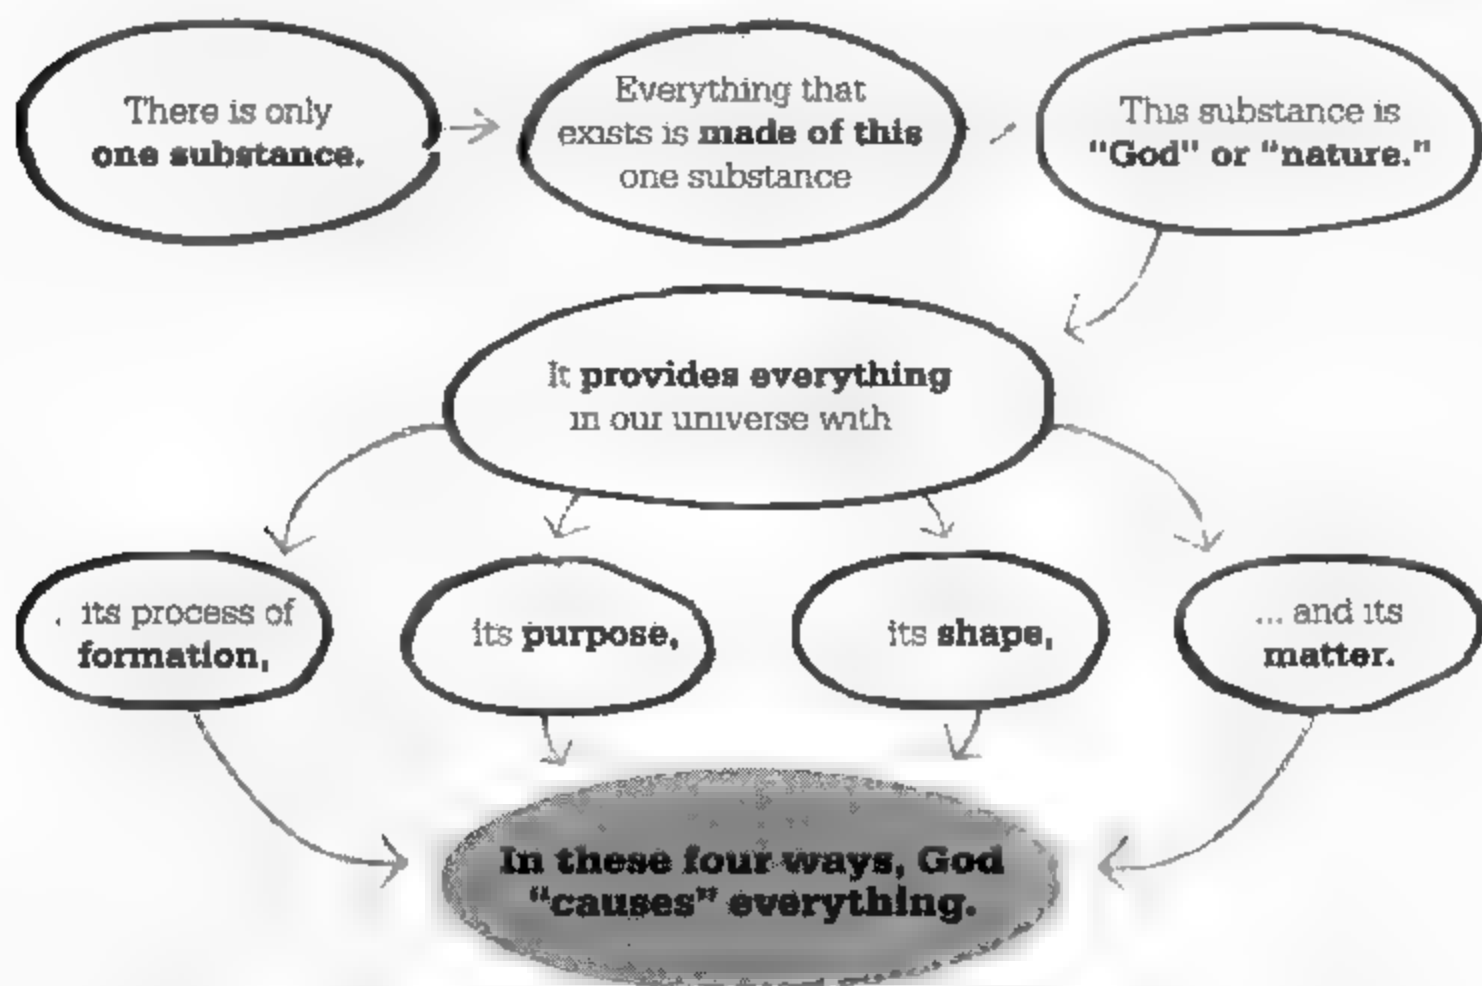 There is only
one substance.
Everything that
exists is made of this
one substance
This substance is
"God" or "nature."
It provides everything
in our universe with
. its process of
formation,
its purpose,
its shape,
... and its
matter.
In these four ways, God
"causes" everything.